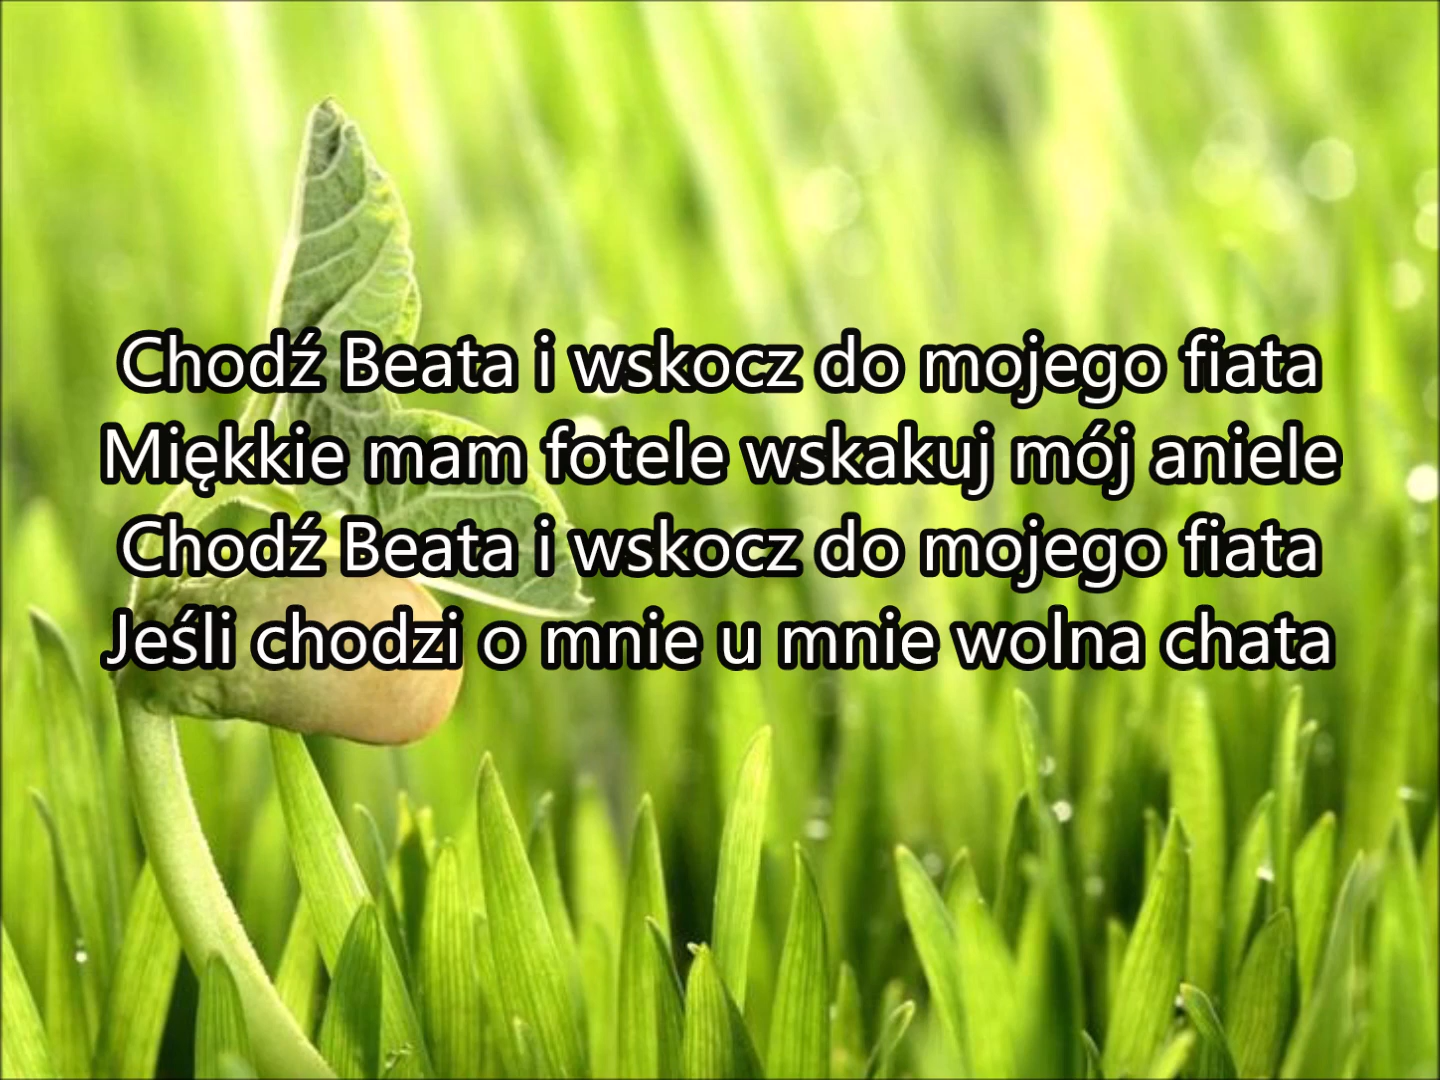 Chodź Beata i wskocz do mojego fiata
Miękkie mam fotele wskakuj mój aniele
Chodź Beata i wskocz do mojego fiata
Jeśli chodzi o mnie u mnie wolna chata